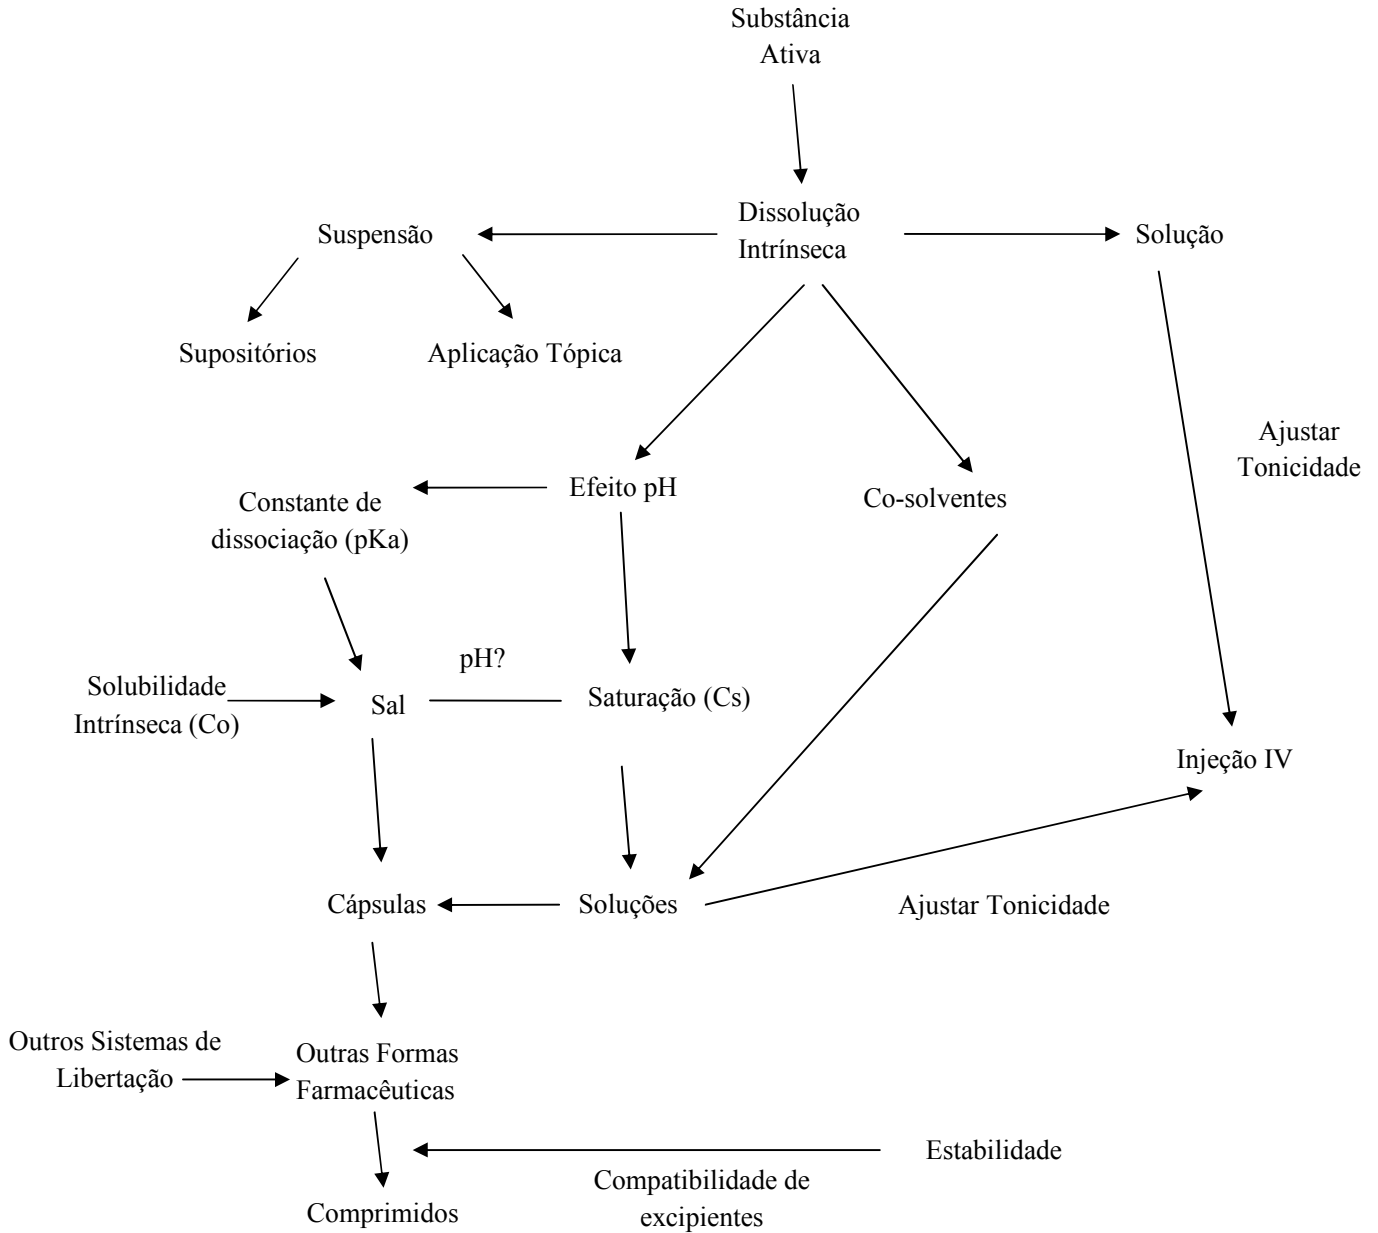 Substância
Ativa
Dissolução
Intrínseca
Suspensão
Solução
Supositórios
Aplicação Tópica
Ajustar
Tonicidade
Efeito pH
Co-solventes
Constante de
dissociação (pKa)
pH?
Solubilidade
Intrínseca (Co)
Sal
Saturação (Cs)
Injeção IV
Cápsulas
Soluções
Ajustar Tonicidade
Outros Sistemas de
Libertação
Outras Formas
Farmacêuticas
Estabilidade
Compatibilidade de
excipientes
Comprimidos